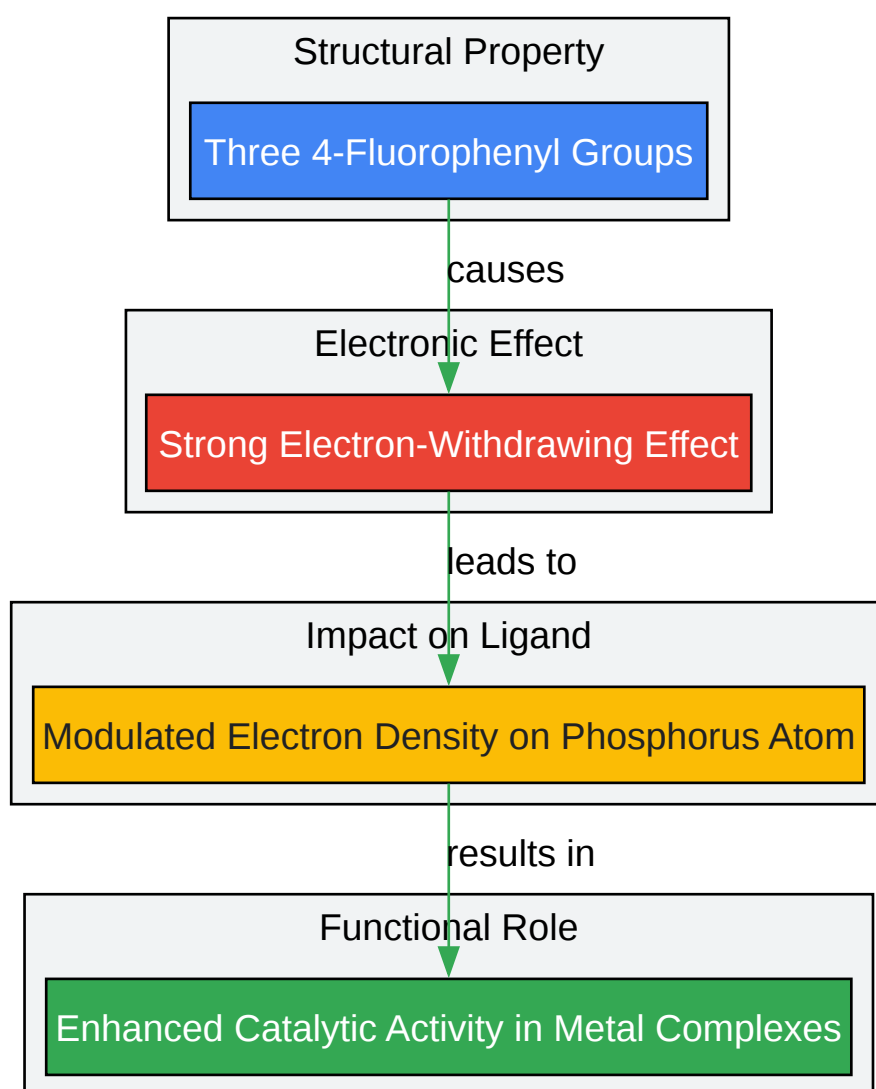 Structural Property
Three 4-Fluorophenyl Groups
causes
Electronic Effect
Strong Electron-Withdrawing Effect
leads to
Impact on Ligand
Modulated Electron Density on Phosphorus Atom
results in
Functional Role
Enhanced Catalytic Activity in Metal Complexes